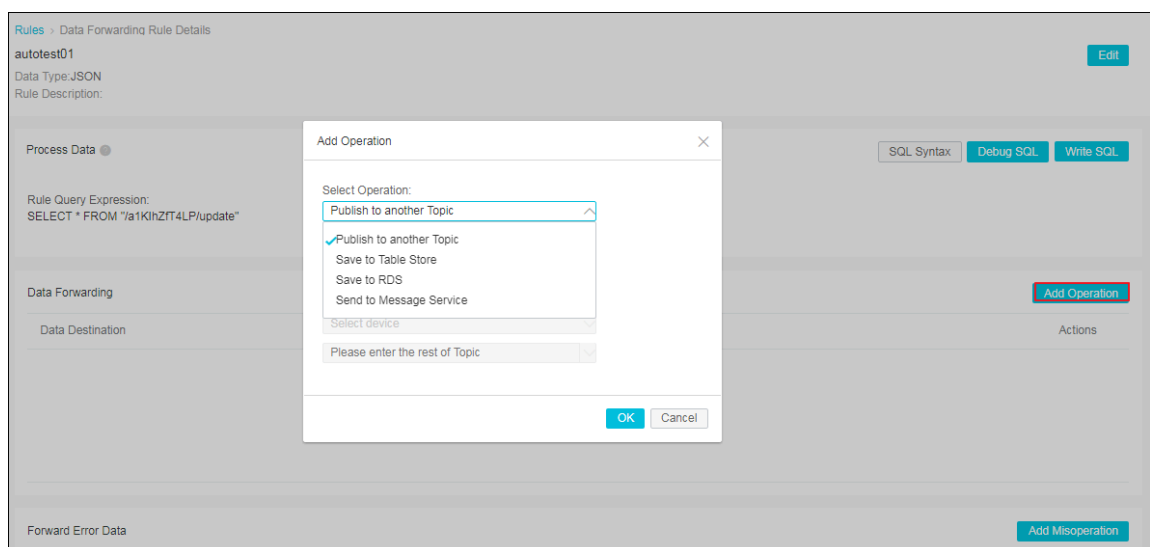 Rules › Data Forwarding Rule Details
autotest01
Edit
Data Type:JSON
Rule Description:
Process Data
SQL Syntax
Debug SQL
Write SQL
Rule Query Expression:
SELECT * FROM "/a1KIhZfT4LP/update"
Add Operation
Select Operation:
Publish to another Topic
Publish to another Topic
Save to Table Store
Save to RDS
Send to Message Service
Select device
Please enter the rest of Topic
OK
Cancel
Data Forwarding
Add Operation
Data Destination
Actions
Forward Error Data
Add Misoperation